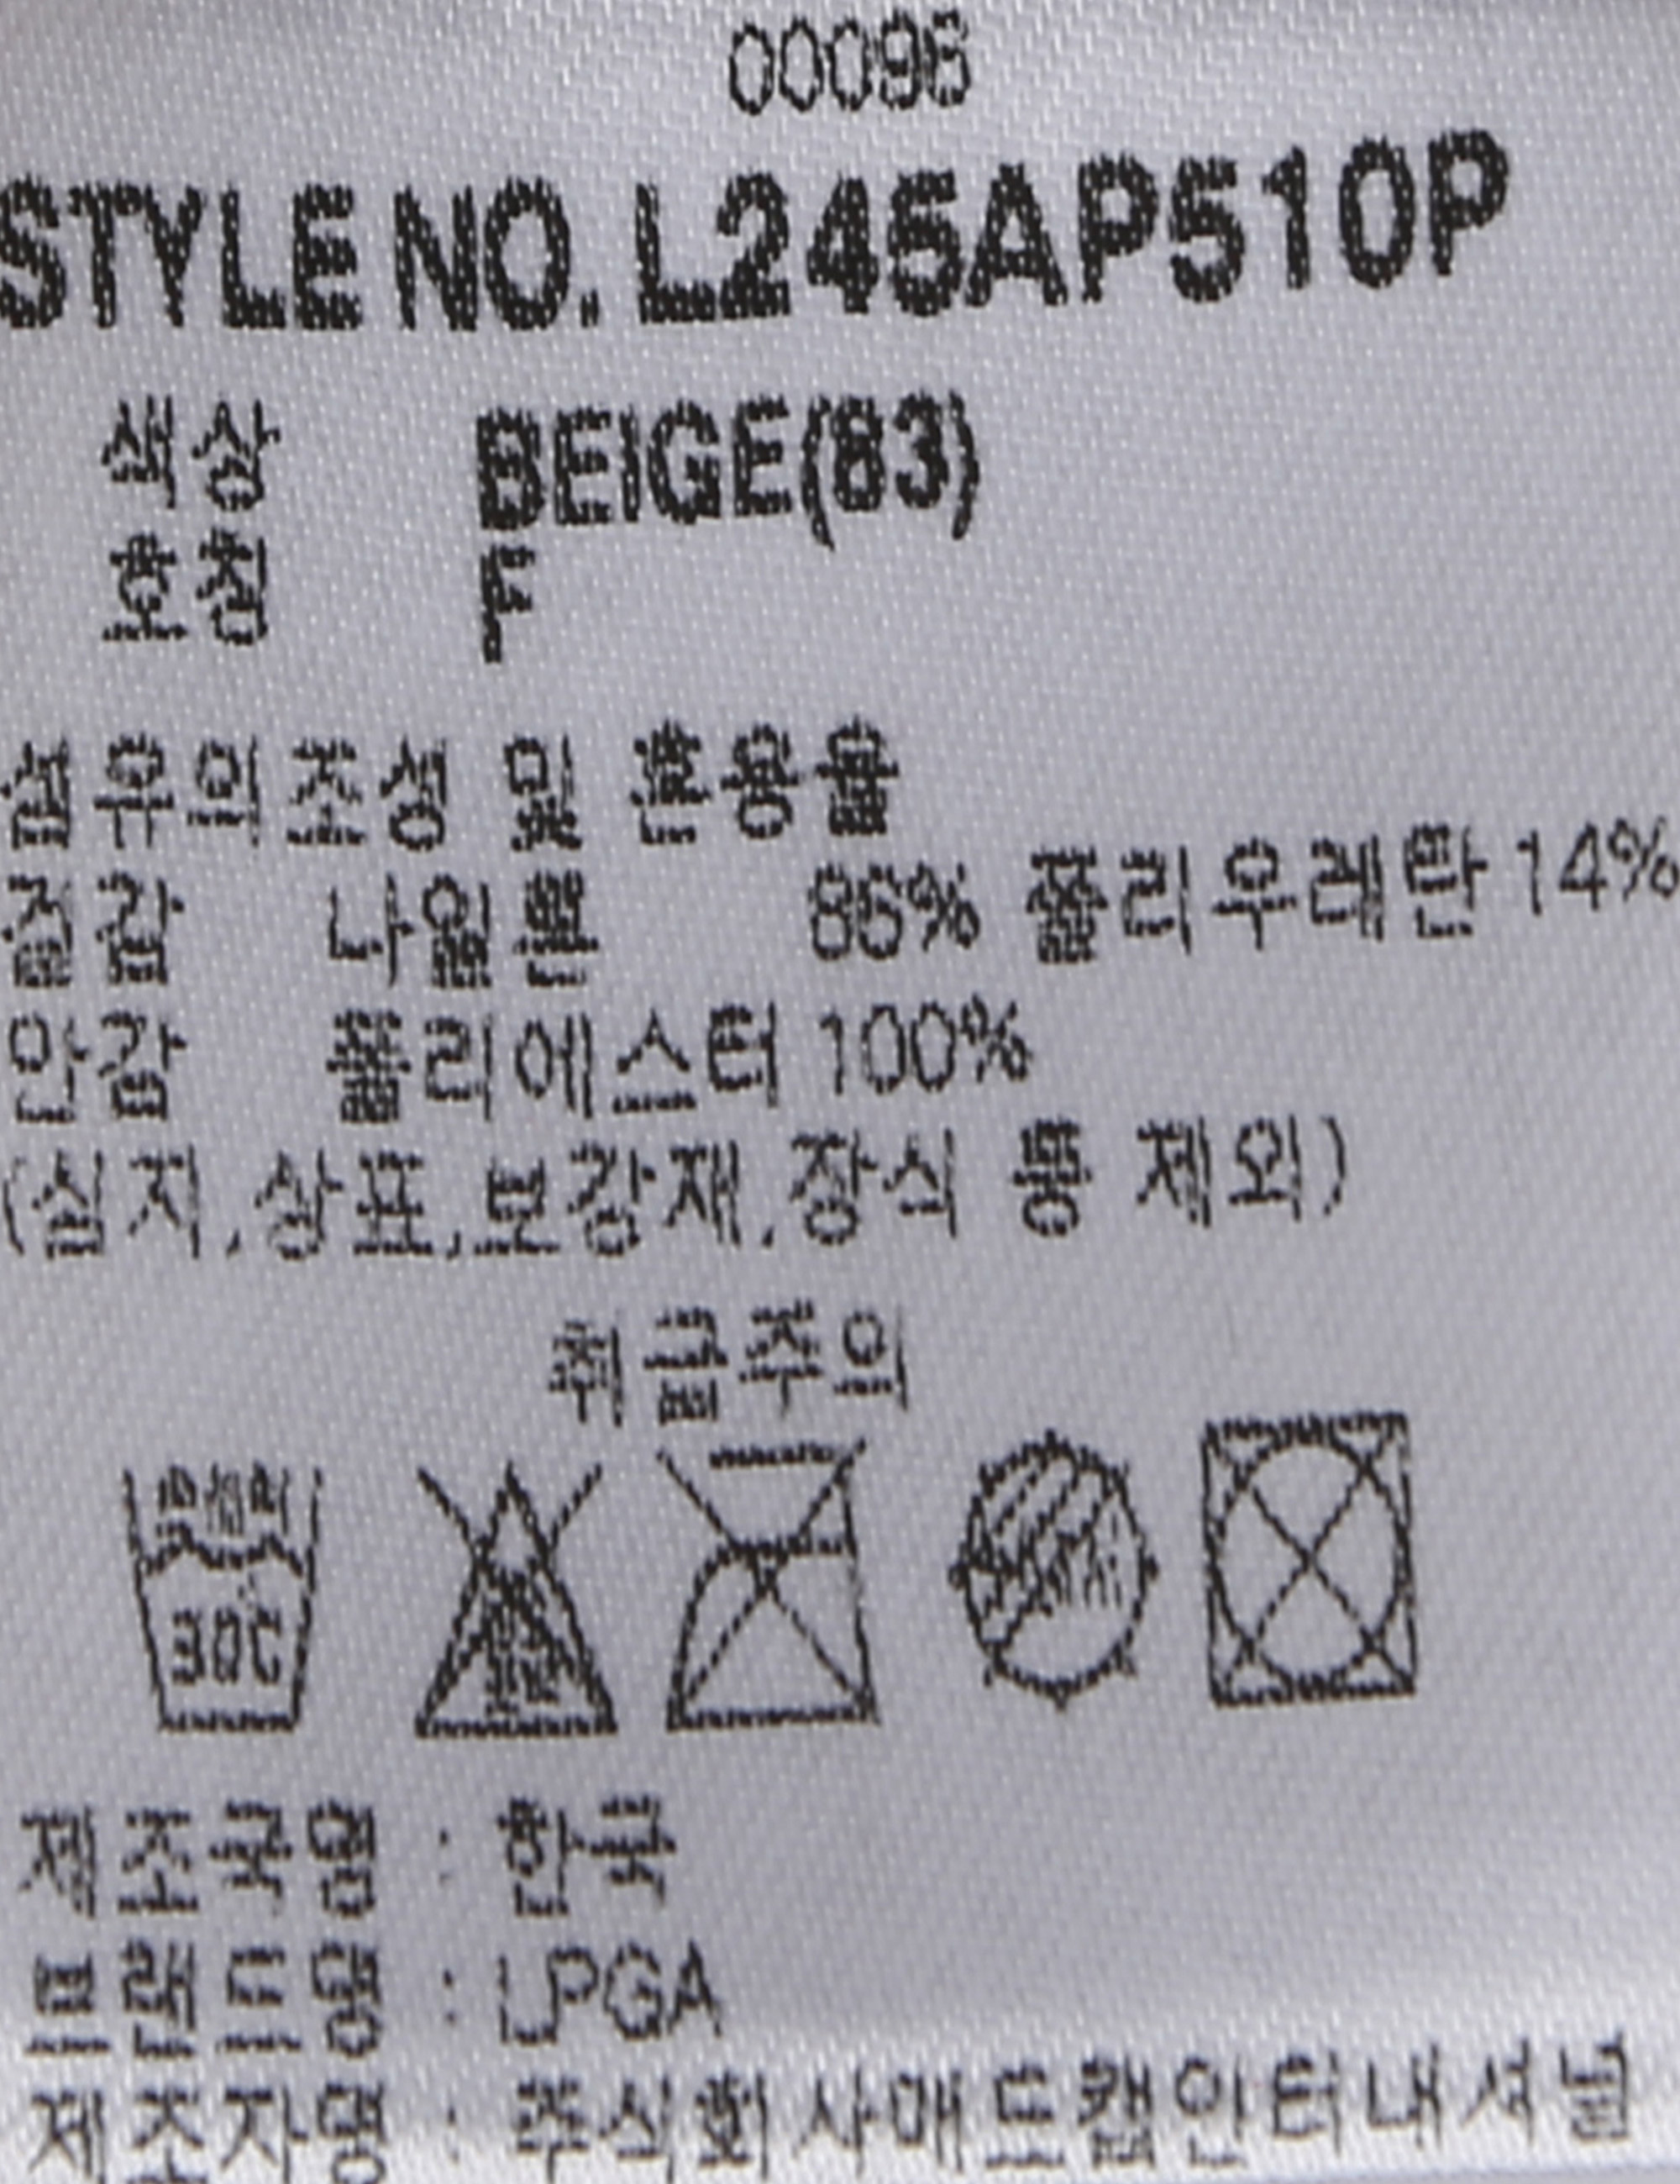 00096
STYLE NO. L245AP510P
색상 BEIGE(83)
호칭 F
섬유의조성 및 혼용율
겉감 나일론 86% 폴리우레탄 14%
안감 폴리에스터 100%
(심지,상표,보강재,장식 등 제외)
취급주의
30C
제조국명 : 한국
브랜드명 : LPGA
제조자명 : 주식회사매드캡인터내셔널